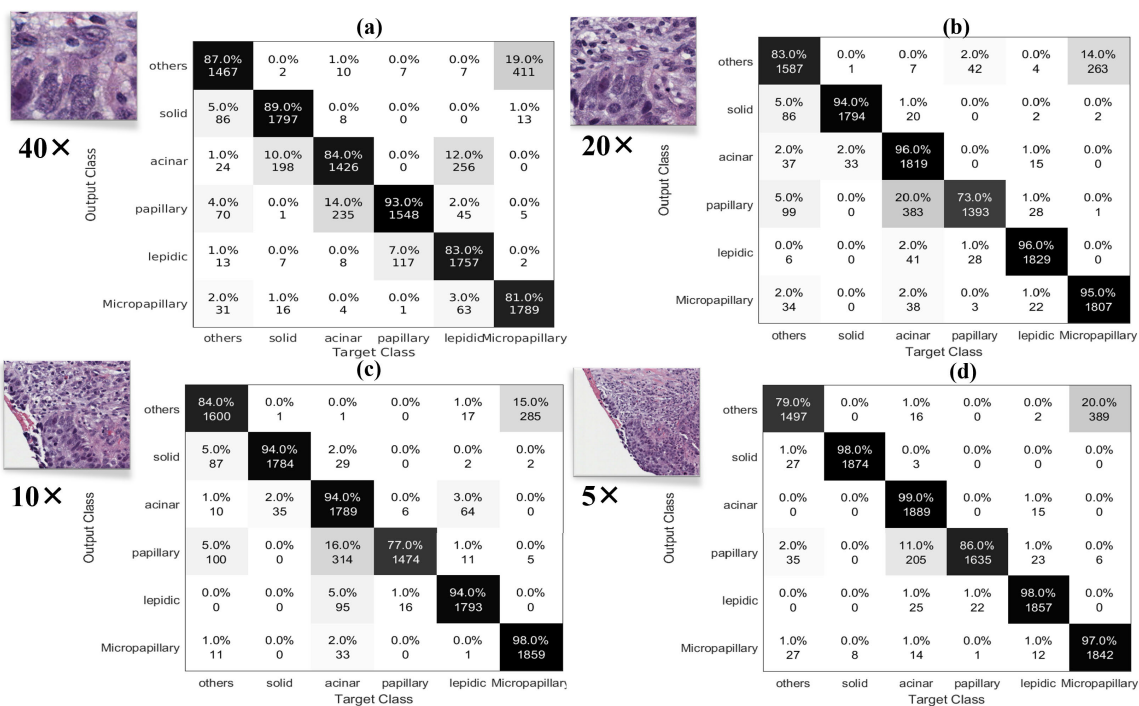 (a)
40×
Output Class
others 87.0% 0.0% 1.0% 0.0% 0.0% 19.0%
1467 2 10 7 7 411
solid 5.0% 89.0% 0.0% 0.0% 0.0% 1.0%
86 1797 8 0 0 13
acinar 1.0% 10.0% 84.0% 0.0% 12.0% 0.0%
24 198 1426 0 256 0
papillary 4.0% 0.0% 14.0% 93.0% 2.0% 0.0%
70 1 235 1548 45 5
lepidic 1.0% 0.0% 0.0% 7.0% 83.0% 0.0%
13 7 8 117 1757 2
Micropapillary 2.0% 1.0% 0.0% 0.0% 3.0% 81.0%
31 16 4 1 63 1789
others solid acinar papillary lepidic Micropapillary
Target Class
(b)
20×
Output Class
others 83.0% 0.0% 0.0% 2.0% 0.0% 14.0%
1587 1 7 42 4 263
solid 5.0% 94.0% 1.0% 0.0% 0.0% 0.0%
86 1794 20 0 2 2
acinar 2.0% 2.0% 96.0% 0.0% 1.0% 0.0%
37 33 1819 0 15 0
papillary 5.0% 0.0% 20.0% 73.0% 1.0% 0.0%
99 0 383 1393 28 1
lepidic 0.0% 0.0% 2.0% 1.0% 96.0% 0.0%
6 0 41 28 1829 0
Micropapillary 2.0% 0.0% 2.0% 0.0% 1.0% 95.0%
34 0 38 3 22 1807
others solid acinar papillary lepidic Micropapillary
Target Class
(c)
10×
Output Class
others 84.0% 0.0% 0.0% 0.0% 1.0% 15.0%
1600 1 1 0 17 285
solid 5.0% 94.0% 2.0% 0.0% 0.0% 0.0%
87 1784 29 0 2 2
acinar 1.0% 2.0% 94.0% 0.0% 3.0% 0.0%
10 35 1789 6 64 0
papillary 5.0% 0.0% 16.0% 77.0% 1.0% 0.0%
100 0 314 1474 11 5
lepidic 0.0% 0.0% 5.0% 1.0% 94.0% 0.0%
0 0 95 16 1793 0
Micropapillary 1.0% 0.0% 2.0% 0.0% 0.0% 98.0%
11 0 33 0 1 1859
others solid acinar papillary lepidic Micropapillary
Target Class
(d)
5×
Output Class
others 79.0% 0.0% 1.0% 0.0% 0.0% 20.0%
1497 0 16 0 2 389
solid 1.0% 98.0% 0.0% 0.0% 0.0% 0.0%
27 1874 3 0 0 0
acinar 0.0% 0.0% 99.0% 0.0% 1.0% 0.0%
0 0 1889 0 15 0
papillary 2.0% 0.0% 11.0% 86.0% 1.0% 0.0%
35 0 205 1635 23 6
lepidic 0.0% 0.0% 1.0% 1.0% 98.0% 0.0%
0 0 25 22 1857 0
Micropapillary 1.0% 0.0% 1.0% 0.0% 1.0% 97.0%
27 8 14 1 12 1842
others solid acinar papillary lepidic Micropapillary
Target Class